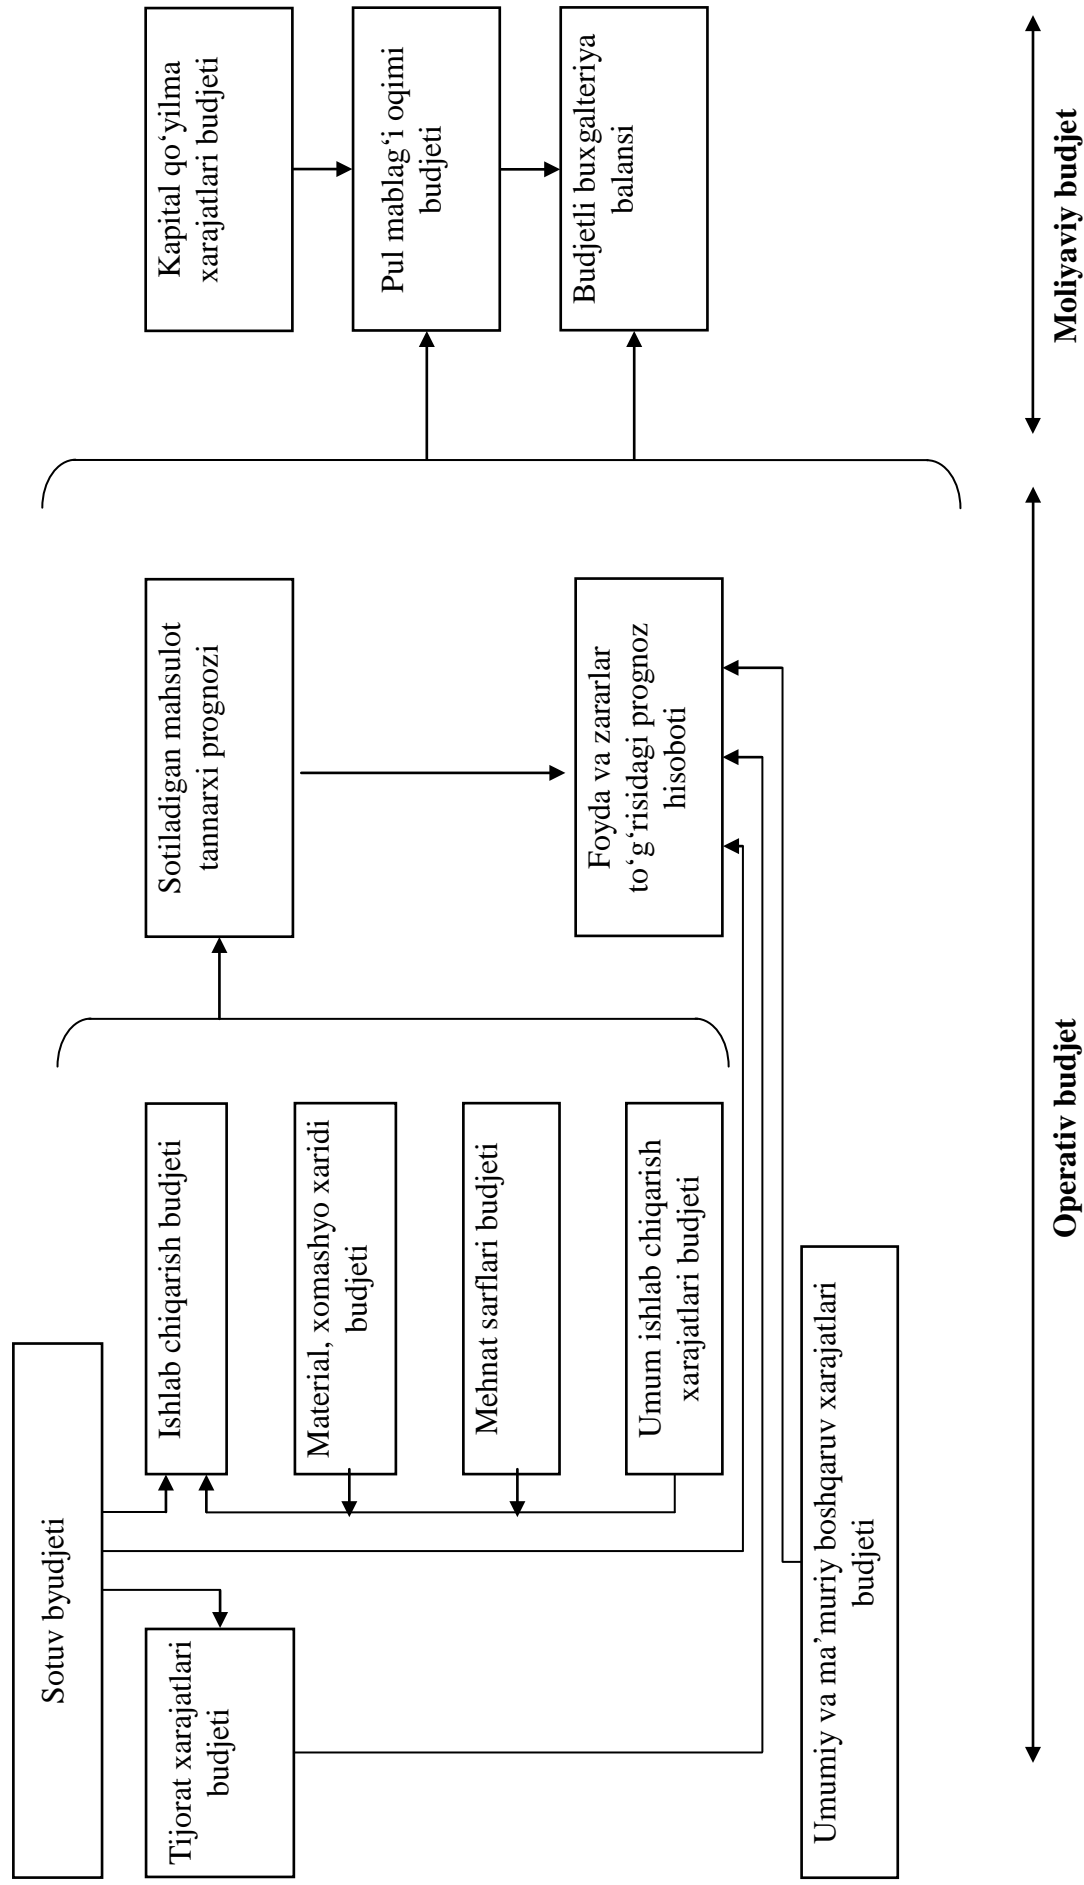 Sotuv byudjeti
Tijorat xarajatlari
budjeti
Ishlab chiqarish budjeti
Material, xomashyo xaridi
budjeti
Mehnat sarflari budjeti
Umum ishlab chiqarish
xarajatlari budjeti
Umumiy va ma’muriy boshqaruv xarajatlari
budjeti
Sotiladigan mahsulot
tannarxi prognozi
Foyda va zararlar
to‘g‘risidagi prognoz
hisoboti
Kapital qo‘yilma
xarajatlari budjeti
Pul mablag‘i oqimi
budjeti
Budjetli buxgalteriya
balansi
Operativ budjet
Moliyaviy budjet